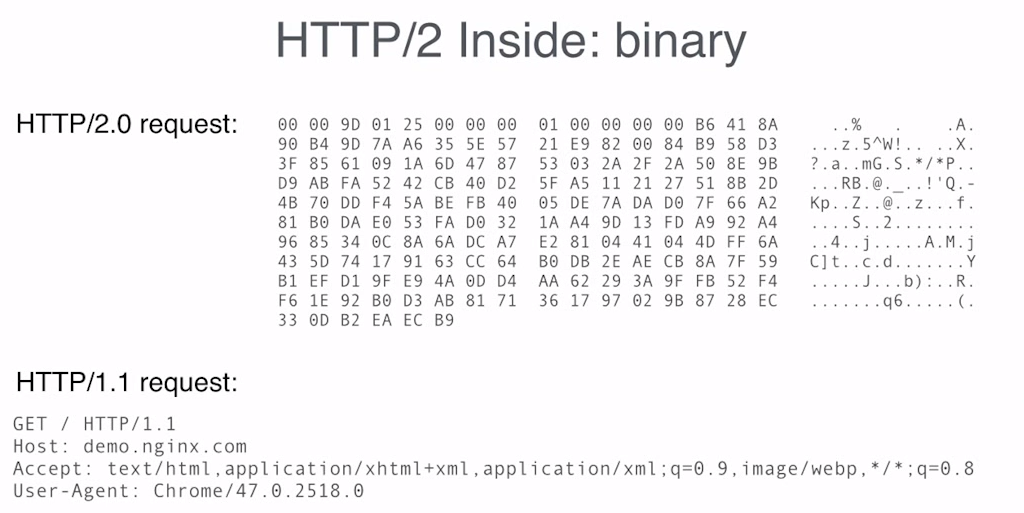 HTTP/2 Inside: binary
HTTP/2.0 request:
00 00 9D 01 25 00 00 00 01 00 00 00 00 B6 41 8A ..% . .A.
90 B4 9D 7A A6 35 5E 57 21 E9 82 00 84 B9 58 D3 ...z.5^W!.. ..X.
3F 85 61 09 1A 6D 47 87 53 03 2A 2F 2A 50 8E 9B ?.a..mG.S.*/*P..
D9 AB FA 52 42 CB 40 D2 5F A5 11 21 27 51 8B 2D ...RB.@._..!'Q.-
4B 70 DD F4 5A BE FB 40 05 DE 7A DA D0 7F 66 A2 Kp..Z..@..z...f.
81 B0 DA E0 53 FA D0 32 1A A4 9D 13 FD A9 92 A4 ....S..2........
96 85 34 0C 8A 6A DC A7 E2 81 04 41 04 4D FF 6A ..4..j.....A.M.j
43 5D 74 17 91 63 CC 64 B0 DB 2E AE CB 8A 7F 59 C]t..c.d.......Y
B1 EF D1 9F E9 4A 0D D4 AA 62 29 3A 9F FB 52 F4 .....J...b):..R.
F6 1E 92 B0 D3 AB 81 71 36 17 97 02 9B 87 28 EC .......q6.....(.
33 0D B2 EA EC B9
HTTP/1.1 request:
GET / HTTP/1.1
Host: demo.nginx.com
Accept: text/html,application/xhtml+xml,application/xml;q=0.9,image/webp,*/*;q=0.8
User-Agent: Chrome/47.0.2518.0